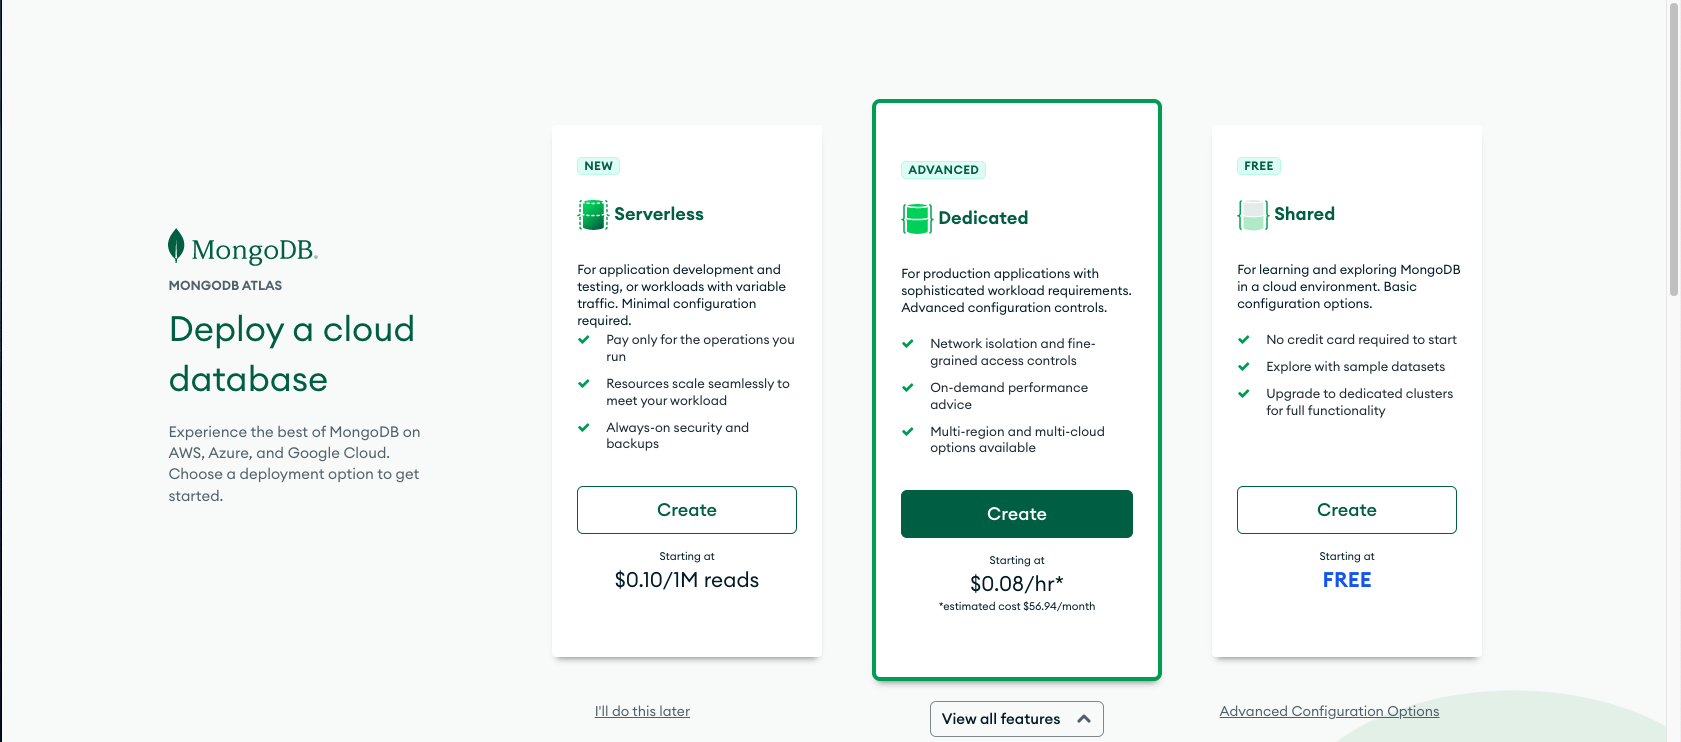 MongoDB.
MONGODB ATLAS
Deploy a cloud
database
Experience the best of MongoDB on
AWS, Azure, and Google Cloud.
Choose a deployment option to get
started.
NEW
Serverless
For application development and
testing, or workloads with variable
traffic. Minimal configuration
required.
Pay only for the operations you
run
Resources scale seamlessly to
meet your workload
Always-on security and
backups
Create
Starting at
$0.10/1M reads
ADVANCED
Dedicated
For production applications with
sophisticated workload requirements.
Advanced configuration controls.
Network isolation and fine-
grained access controls
On-demand performance
advice
Multi-region and multi-cloud
options available
Create
Starting at
$0.08/hr*
*estimated cost $56.94/month
FREE
Shared
For learning and exploring MongoDB
in a cloud environment. Basic
configuration options.
No credit card required to start
Explore with sample datasets
Upgrade to dedicated clusters
for full functionality
Create
Starting at
FREE
I'll do this later
View all features
Advanced Configuration Options